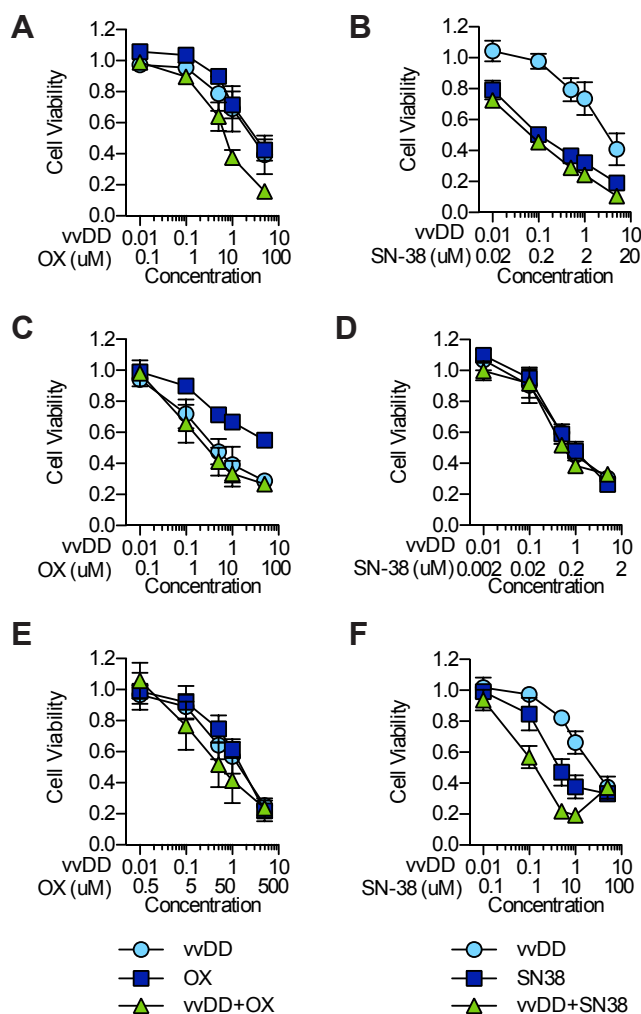 A
1.2
1.0
0.8
0.6
0.4
0.2
0.0
Cell Viability
vvDD 0.01 0.1 1 10
OX (uM) 0.1 1 10 100
Concentration
B
1.2
1.0
0.8
0.6
0.4
0.2
0.0
Cell Viability
vvDD 0.01 0.1 1 10
SN-38 (uM) 0.02 0.2 2 20
Concentration
C
1.2
1.0
0.8
0.6
0.4
0.2
0.0
Cell Viability
vvDD 0.01 0.1 1 10
OX (uM) 0.1 1 10 100
Concentration
D
1.2
1.0
0.8
0.6
0.4
0.2
0.0
Cell Viability
vvDD 0.01 0.1 1 10
SN-38 (uM) 0.002 0.02 0.2 2
Concentration
E
1.2
1.0
0.8
0.6
0.4
0.2
0.0
Cell Viability
vvDD 0.01 0.1 1 10
OX (uM) 0.5 5 50 500
Concentration
F
1.2
1.0
0.8
0.6
0.4
0.2
0.0
Cell Viability
vvDD 0.01 0.1 1 10
SN-38 (uM) 0.1 1 10 100
Concentration
vvDD
OX
vvDD+OX
vvDD
SN38
vvDD+SN38